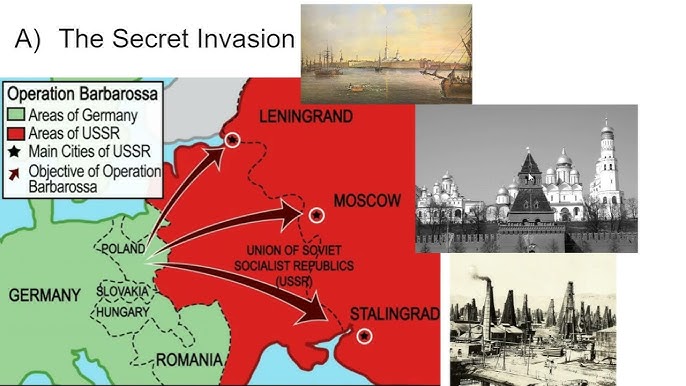 A) The Secret Invasion
Operation Barbarossa
Areas of Germany
Areas of USSR
Main Cities of USSR
Objective of Operation
Barbarossa
LENINGRAND
MOSCOW
POLAND
UNION OF SOVIET
SOCIALIST REPUBLICS
(USSR)
GERMANY
SLOVAKIA
HUNGARY
STALINGRAD
ROMANIA